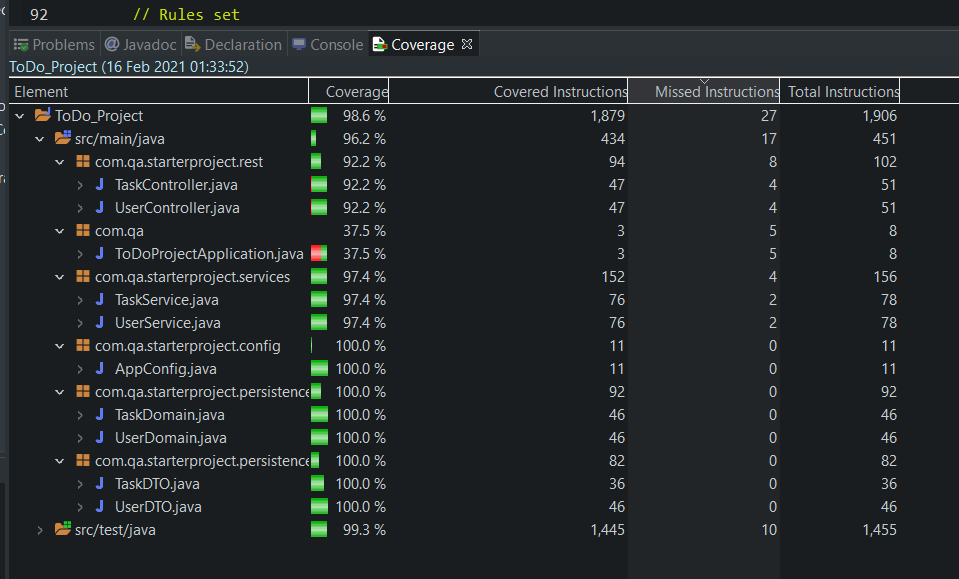 92 // Rules set
Problems @ Javadoc Declaration Console Coverage
ToDo_Project (16 Feb 2021 01:33:52)
Element Coverage Covered Instructions Missed Instructions Total Instructions
ToDo_Project 98.6 % 1,879 27 1,906
src/main/java 96.2 % 434 17 451
com.qa.starterproject.rest 92.2 % 94 8 102
TaskController.java 92.2 % 47 4 51
UserController.java 92.2 % 47 4 51
com.qa 37.5 % 3 5 8
ToDoProjectApplication.java 37.5 % 3 5 8
com.qa.starterproject.services 97.4 % 152 4 156
TaskService.java 97.4 % 76 2 78
UserService.java 97.4 % 76 2 78
com.qa.starterproject.config 100.0 % 11 0 11
AppConfig.java 100.0 % 11 0 11
com.qa.starterproject.persistence 100.0 % 92 0 92
TaskDomain.java 100.0 % 46 0 46
UserDomain.java 100.0 % 46 0 46
com.qa.starterproject.persistence 100.0 % 82 0 82
TaskDTO.java 100.0 % 36 0 36
UserDTO.java 100.0 % 46 0 46
src/test/java 99.3 % 1,445 10 1,455